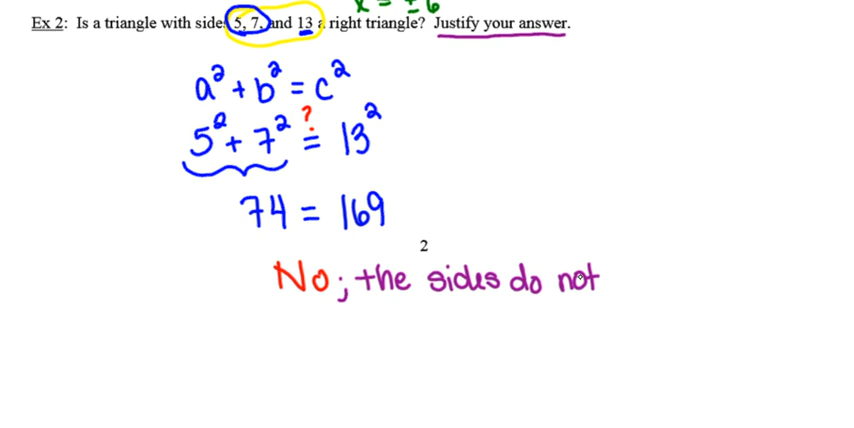 x = ±6
Ex 2: Is a triangle with sides 5, 7, and 13 a right triangle? Justify your answer.
a² + b² = c²
?
5² + 7² = 13²
74 = 169
2
No; the sides do not